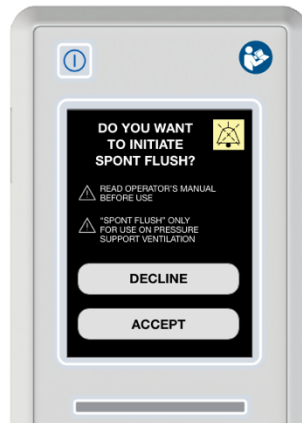 DO YOU WANT
TO INITIATE
SPONT FLUSH?
READ OPERATOR'S MANUAL
BEFORE USE
"SPONT FLUSH" ONLY
FOR USE ON PRESSURE
SUPPORT VENTILATION
DECLINE
ACCEPT